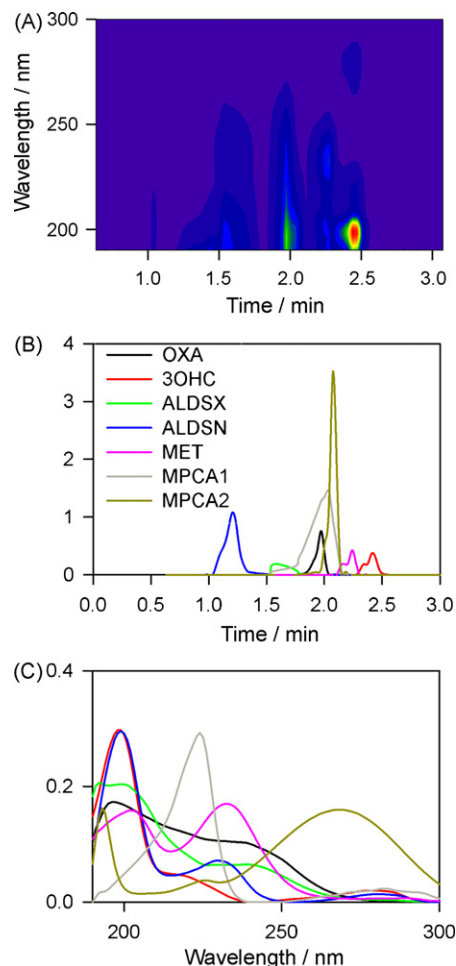 (A)
300
250
200
Wavelength / nm
1.0 1.5 2.0 2.5 3.0
Time / min
(B)
4
3
2
1
0
OXA
3OHC
ALDSX
ALDSN
MET
MPCA1
MPCA2
0.0 0.5 1.0 1.5 2.0 2.5 3.0
Time / min
(C)
0.4
0.2
0.0
200 250 300
Wavelength / nm